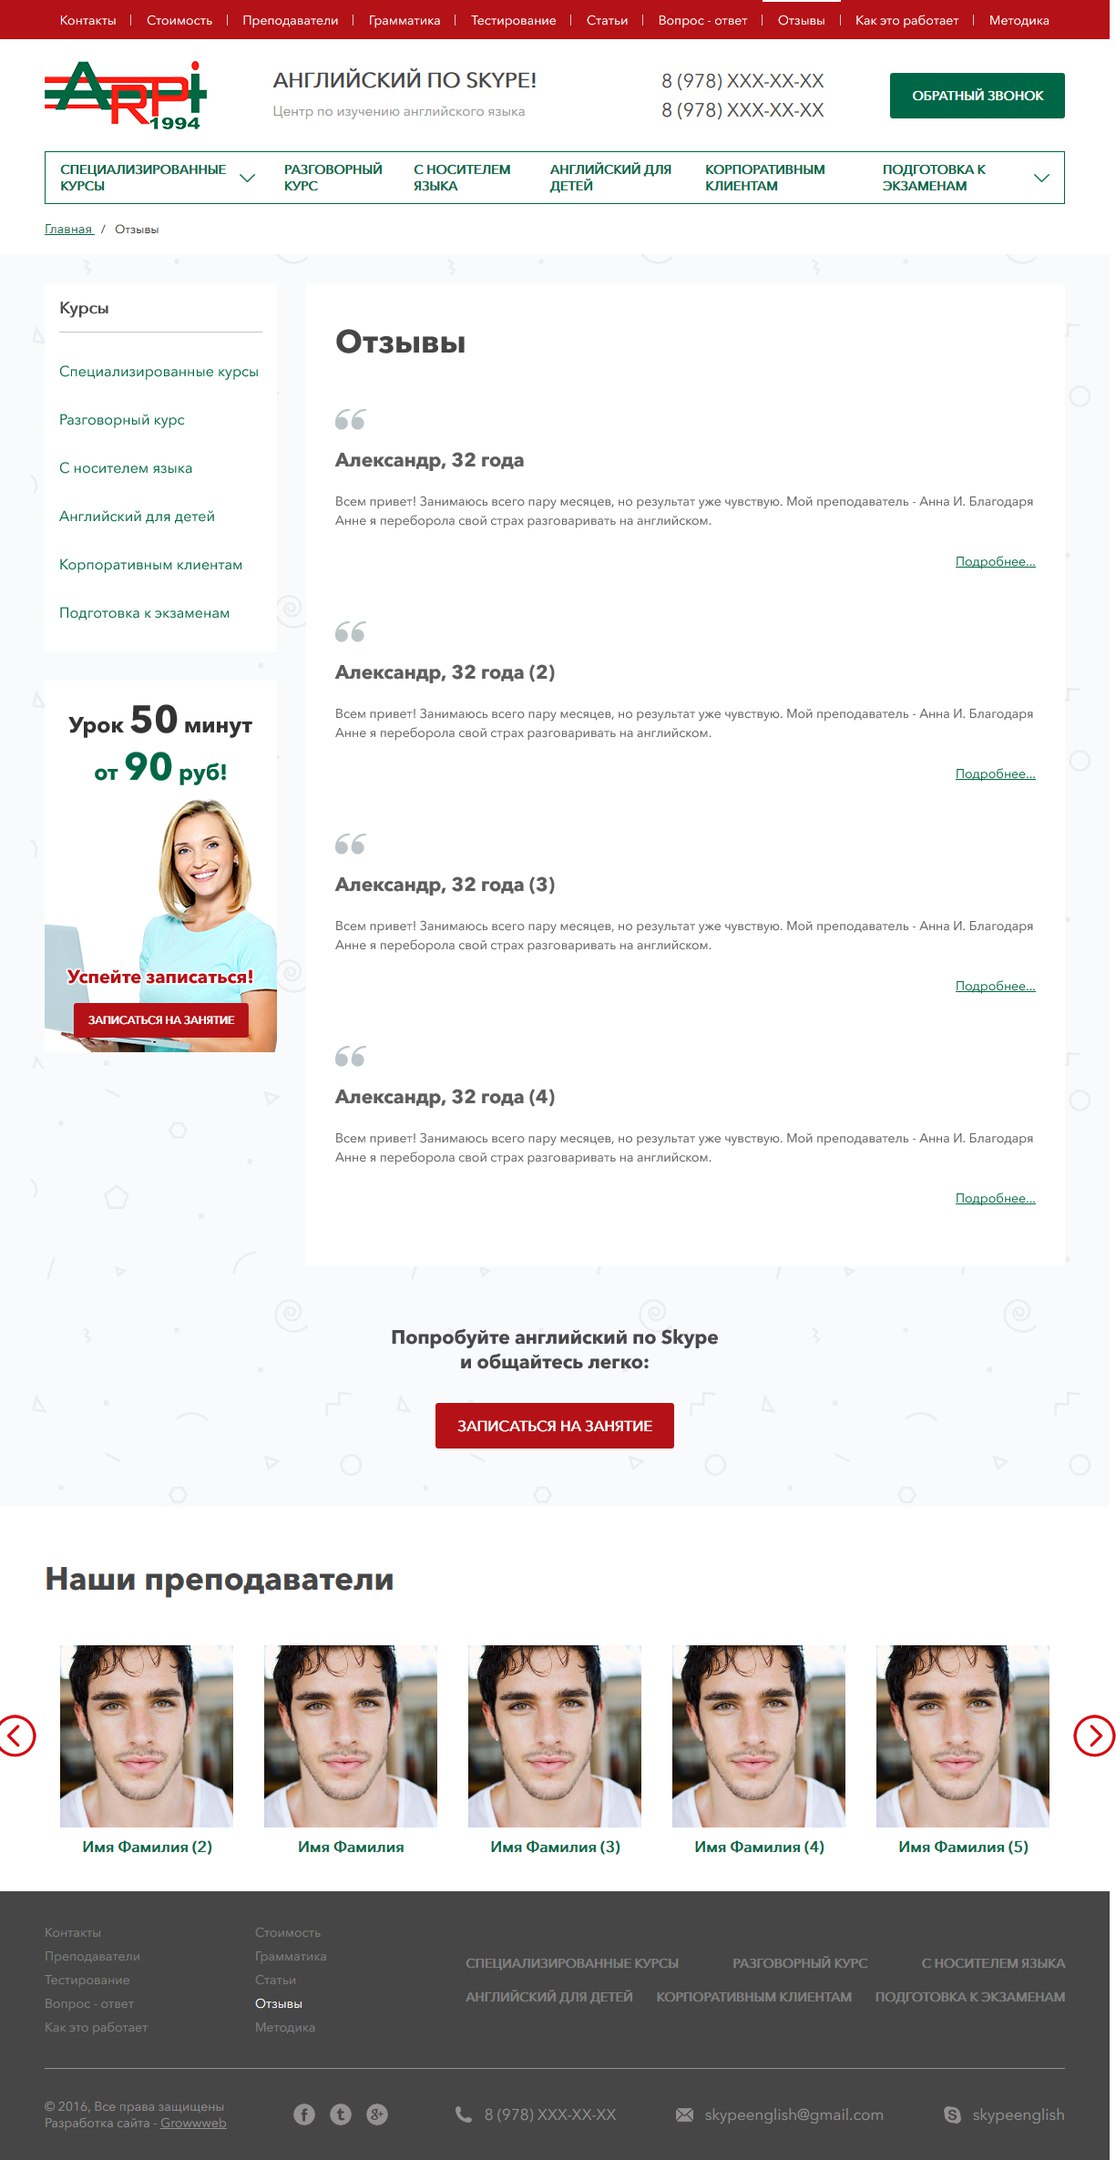 Контакты | Стоимость | Преподаватели | Грамматика | Тестирование | Статьи | Вопрос - ответ | Отзывы | Как это работает | Методика
ARPi
1994
АНГЛИЙСКИЙ ПО SKYPE!
Центр по изучению английского языка
8 (978) XXX-XX-XX
8 (978) XXX-XX-XX
ОБРАТНЫЙ ЗВОНОК
СПЕЦИАЛИЗИРОВАННЫЕ
КУРСЫ
РАЗГОВОРНЫЙ
КУРС
С НОСИТЕЛЕМ
ЯЗЫКА
АНГЛИЙСКИЙ ДЛЯ
ДЕТЕЙ
КОРПОРАТИВНЫМ
КЛИЕНТАМ
ПОДГОТОВКА К
ЭКЗАМЕНАМ
Главная / Отзывы
Курсы
Специализированные курсы
Разговорный курс
С носителем языка
Английский для детей
Корпоративным клиентам
Подготовка к экзаменам
Урок 50 минут
от 90 руб!
Успейте записаться!
ЗАПИСАТЬСЯ НА ЗАНЯТИЕ
Отзывы
Александр, 32 года
Всем привет! Занимаюсь всего пару месяцев, но результат уже чувствую. Мой преподаватель - Анна И. Благодаря
Анне я переборола свой страх разговаривать на английском.
Подробнее...
Александр, 32 года (2)
Всем привет! Занимаюсь всего пару месяцев, но результат уже чувствую. Мой преподаватель - Анна И. Благодаря
Анне я переборола свой страх разговаривать на английском.
Подробнее...
Александр, 32 года (3)
Всем привет! Занимаюсь всего пару месяцев, но результат уже чувствую. Мой преподаватель - Анна И. Благодаря
Анне я переборола свой страх разговаривать на английском.
Подробнее...
Александр, 32 года (4)
Всем привет! Занимаюсь всего пару месяцев, но результат уже чувствую. Мой преподаватель - Анна И. Благодаря
Анне я переборола свой страх разговаривать на английском.
Подробнее...
Попробуйте английский по Skype
и общайтесь легко:
ЗАПИСАТЬСЯ НА ЗАНЯТИЕ
Наши преподаватели
Имя Фамилия (2)
Имя Фамилия
Имя Фамилия (3)
Имя Фамилия (4)
Имя Фамилия (5)
Контакты
Преподаватели
Тестирование
Вопрос - ответ
Как это работает
Стоимость
Грамматика
Статьи
Отзывы
Методика
СПЕЦИАЛИЗИРОВАННЫЕ КУРСЫ РАЗГОВОРНЫЙ КУРС С НОСИТЕЛЕМ ЯЗЫКА
АНГЛИЙСКИЙ ДЛЯ ДЕТЕЙ КОРПОРАТИВНЫМ КЛИЕНТАМ ПОДГОТОВКА К ЭКЗАМЕНАМ
© 2016, Все права защищены
Разработка сайта - Growwweb
8 (978) XXX-XX-XX
skypeenglish@gmail.com
skypeenglish